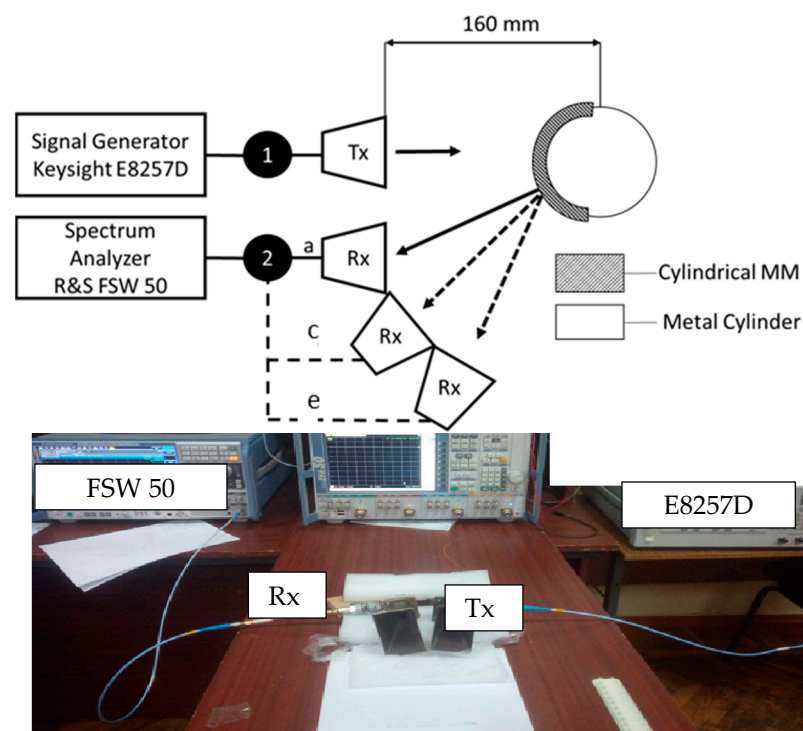 160 mm
Signal Generator
Keysight E8257D
1
Tx
Spectrum
Analyzer
R&S FSW 50
2
a
Rx
Cylindrical MM
Metal Cylinder
c
Rx
Rx
e
FSW 50
E8257D
Rx
Tx